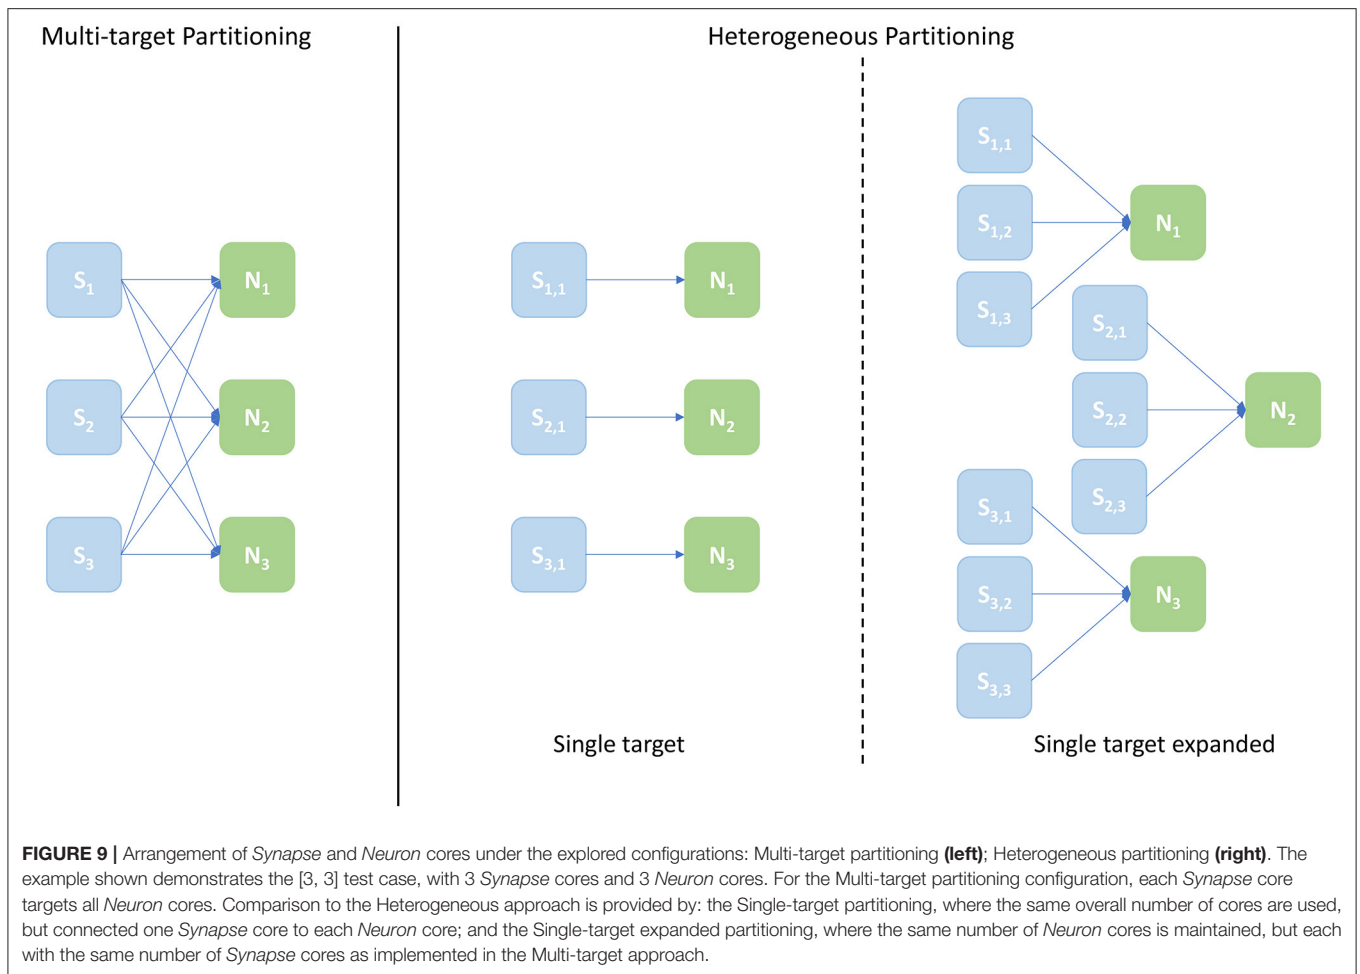 Multi-target Partitioning
Heterogeneous Partitioning
S1
N1
S2
N2
S3
N3
S1,1
N1
S2,1
N2
S3,1
N3
Single target
S1,1
S1,2
S1,3
N1
S2,1
S2,2
S2,3
N2
S3,1
S3,2
S3,3
N3
Single target expanded
FIGURE 9 | Arrangement of Synapse and Neuron cores under the explored configurations: Multi-target partitioning (left); Heterogeneous partitioning (right). The
example shown demonstrates the [3, 3] test case, with 3 Synapse cores and 3 Neuron cores. For the Multi-target partitioning configuration, each Synapse core
targets all Neuron cores. Comparison to the Heterogeneous approach is provided by: the Single-target partitioning, where the same overall number of cores are used,
but connected one Synapse core to each Neuron core; and the Single-target expanded partitioning, where the same number of Neuron cores is maintained, but each
with the same number of Synapse cores as implemented in the Multi-target approach.